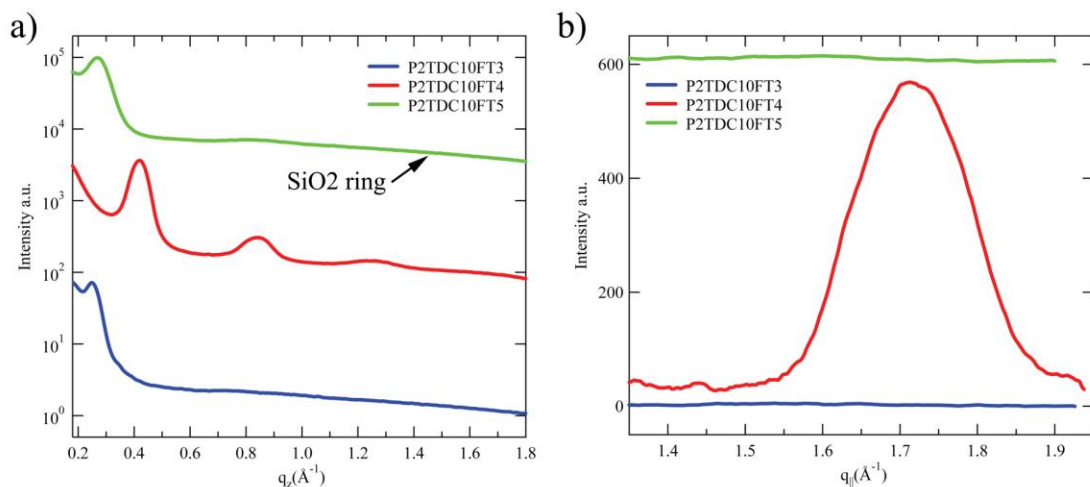 a)
10^5
10^4
10^3
10^2
10^1
10^0
Intensity a.u.
P2TDC10FT3
P2TDC10FT4
P2TDC10FT5
SiO2 ring
0.2 0.4 0.6 0.8 1.0 1.2 1.4 1.6 1.8
q_z(Å^-1)
b)
600
400
200
0
Intensity a.u.
P2TDC10FT3
P2TDC10FT4
P2TDC10FT5
1.4 1.5 1.6 1.7 1.8 1.9
q_||(Å^-1)